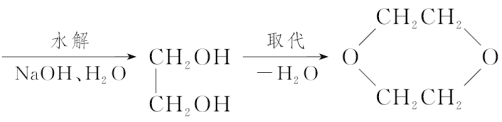 CH₂CH₂
水解 CH₂OH 取代 O O
NaOH、H₂O CH₂OH －H₂O
CH₂CH₂